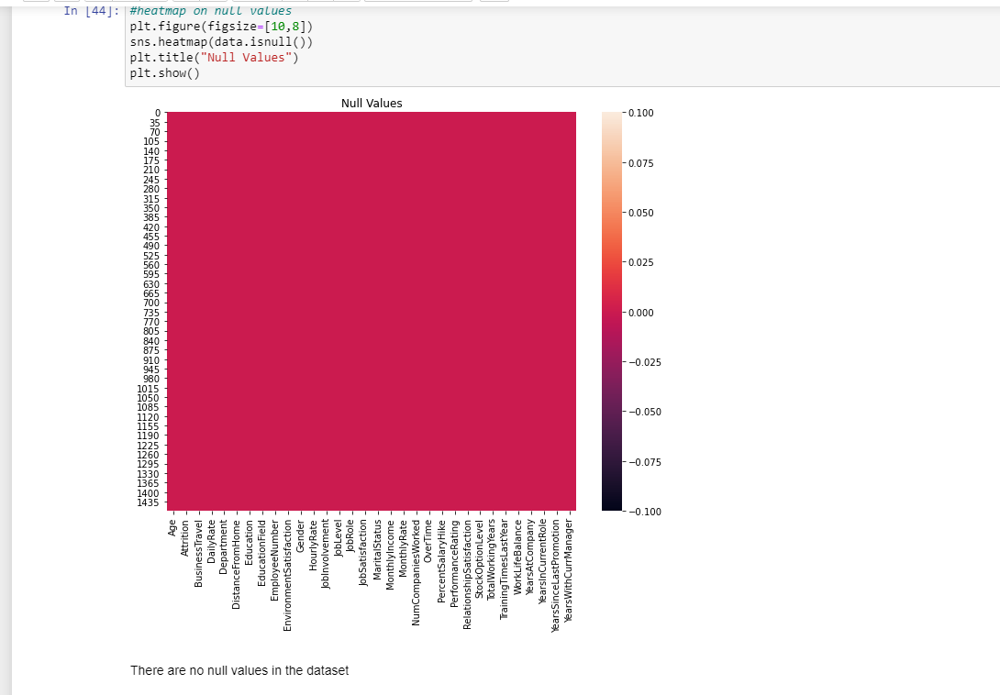 In [44]: #heatmap on null values
plt.figure(figsize=[10,8])
sns.heatmap(data.isnull())
plt.title("Null Values")
plt.show()
Null Values
0
35
70
105
140
175
210
245
280
315
350
385
420
455
490
525
560
595
630
665
700
735
770
805
840
875
910
945
980
1015
1050
1085
1120
1155
1190
1225
1260
1295
1330
1365
1400
1435
0.100
0.075
0.050
0.025
0.000
−0.025
−0.050
−0.075
−0.100
Age
Attrition
BusinessTravel
DailyRate
Department
DistanceFromHome
Education
EducationField
EmployeeNumber
EnvironmentSatisfaction
Gender
HourlyRate
JobInvolvement
JobLevel
JobRole
JobSatisfaction
MaritalStatus
MonthlyIncome
MonthlyRate
NumCompaniesWorked
OverTime
PercentSalaryHike
PerformanceRating
RelationshipSatisfaction
StockOptionLevel
TotalWorkingYears
TrainingTimesLastYear
WorkLifeBalance
YearsAtCompany
YearsInCurrentRole
YearsSinceLastPromotion
YearsWithCurrManager
There are no null values in the dataset